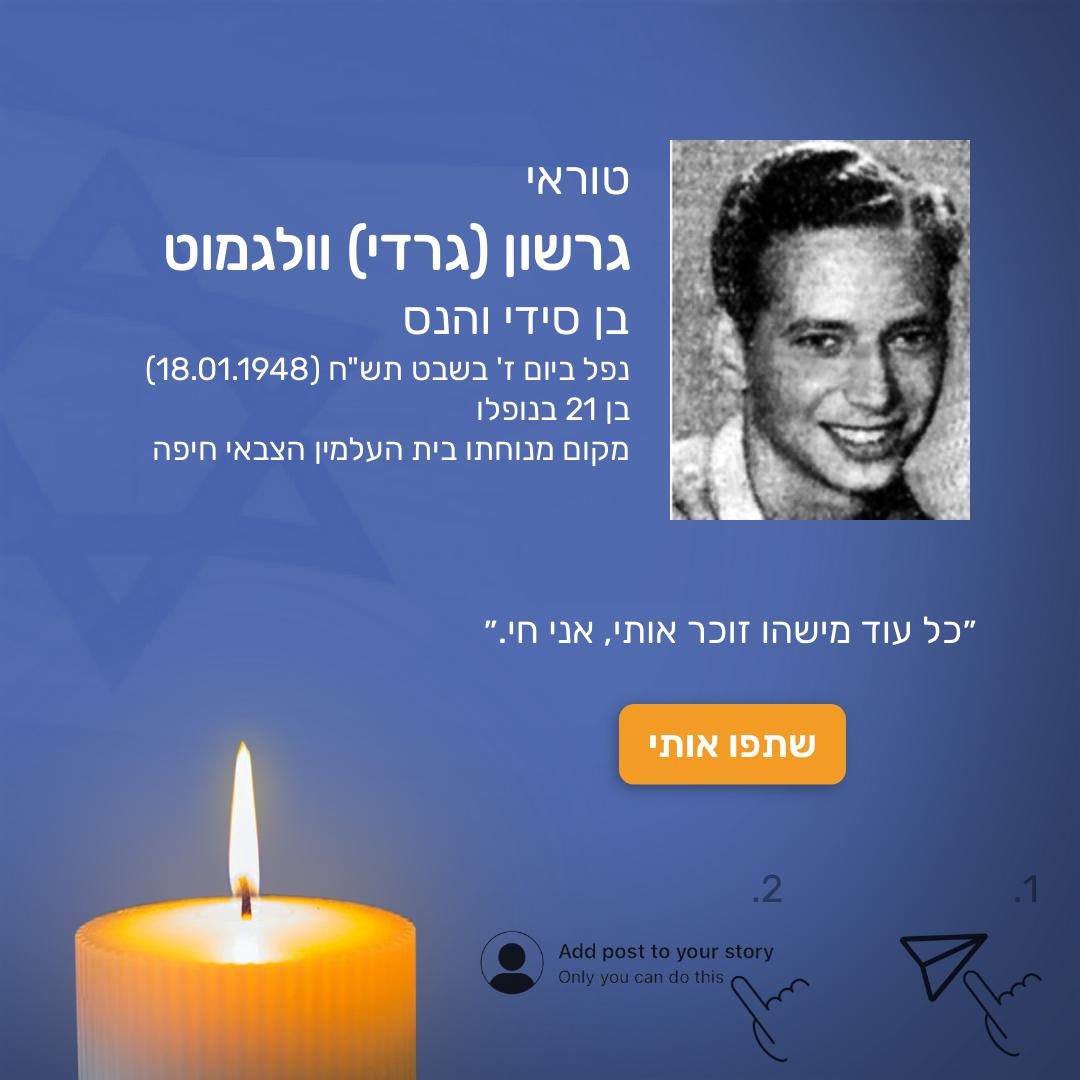 טוראי
גרשון (גרדי) וולגמוט
בן סידי והנס
נפל ביום ז' בשבט תש"ח (18.01.1948)
בן 21 בנופלו
מקום מנוחתו בית העלמין הצבאי חיפה
״כל עוד מישהו זוכר אותי, אני חי.״
שתפו אותי
1.
2.
Add post to your story
Only you can do this